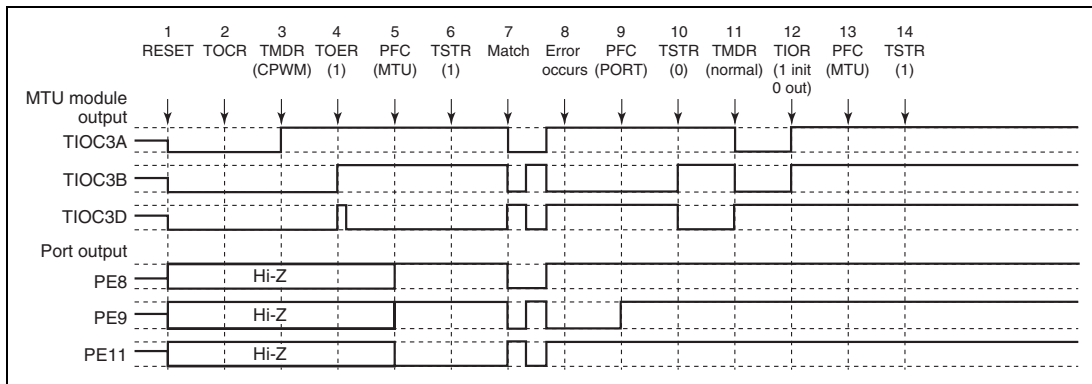 1 2 3 4 5 6 7 8 9 10 11 12 13 14
RESET TOCR TMDR TOER PFC TSTR Match Error PFC TSTR TMDR TIOR PFC TSTR
(CPWM) (1) (MTU) (1) occurs (PORT) (0) (normal) (1 init (MTU) (1)
0 out)
MTU module
output
TIOC3A
TIOC3B
TIOC3D
Port output
PE8 Hi-Z
PE9 Hi-Z
PE11 Hi-Z